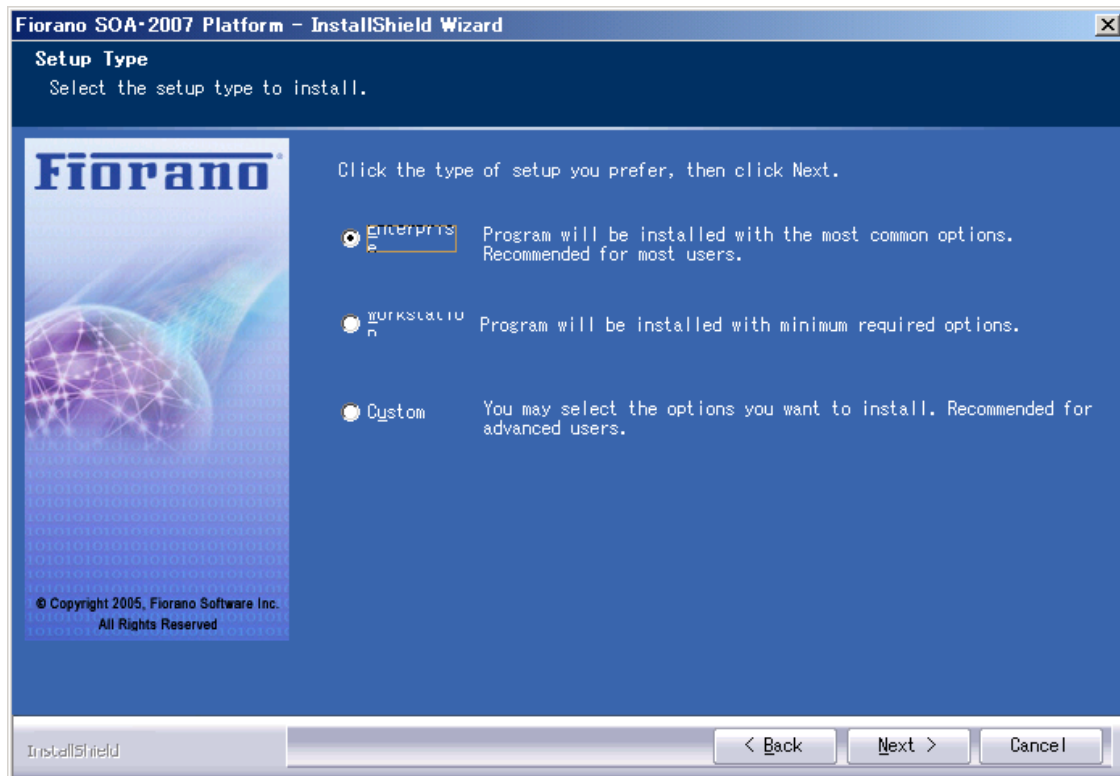 Fiorano SOA・2007 Platform - InstallShield Wizard
Setup Type
Select the setup type to install.
Fiorano
Click the type of setup you prefer, then click Next.
Enterpris
e
Program will be installed with the most common options.
Recommended for most users.
Workstatio
n
Program will be installed with minimum required options.
Custom
You may select the options you want to install. Recommended for
advanced users.
© Copyright 2005, Fiorano Software Inc.
All Rights Reserved
InstallShield
< Back
Next >
Cancel